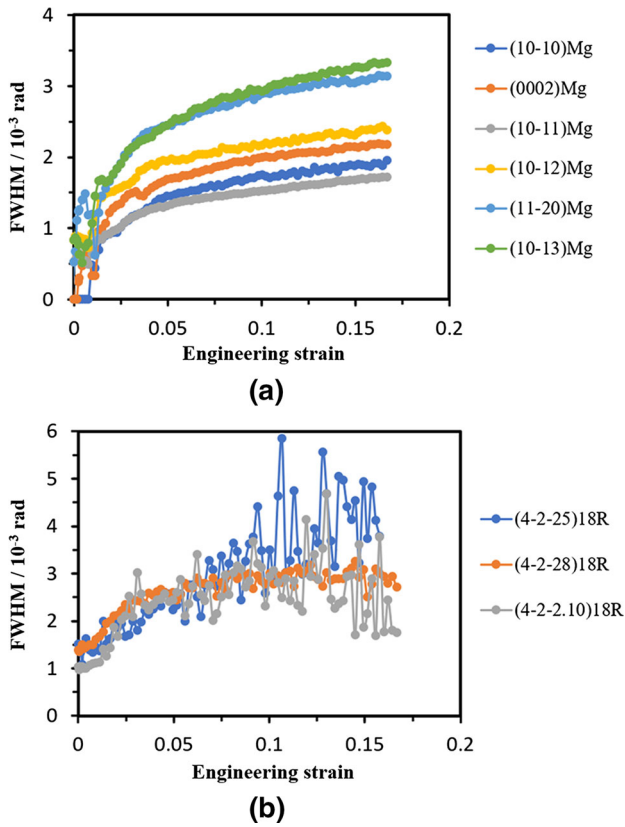 4
3
2
1
0
FWHM / 10-3 rad
0
0.05
0.1
0.15
0.2
Engineering strain
(10-10)Mg
(0002)Mg
(10-11)Mg
(10-12)Mg
(11-20)Mg
(10-13)Mg
(a)
6
5
4
3
2
1
0
FWHM / 10-3 rad
0
0.05
0.1
0.15
0.2
Engineering strain
(4-2-25)18R
(4-2-28)18R
(4-2-2.10)18R
(b)